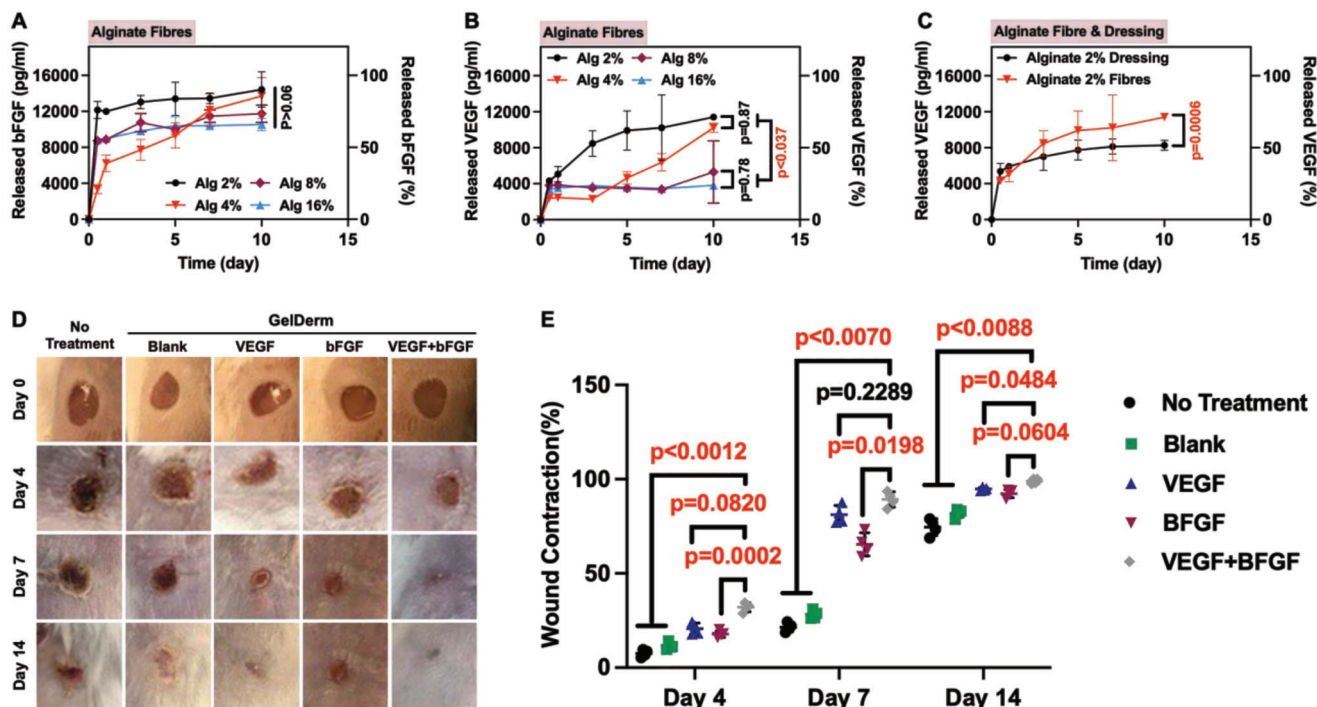 A
Alginate Fibres
Released bFGF (pg/ml)
16000
12000
8000
4000
0
100
50
0
Released bFGF (%)
P>0.06
Alg 2%
Alg 8%
Alg 4%
Alg 16%
0
5
10
15
Time (day)
B
Alginate Fibres
Alg 2%
Alg 8%
Alg 4%
Alg 16%
Released VEGF (pg/ml)
16000
12000
8000
4000
0
100
50
0
Released VEGF (%)
p=0.87
p=0.78
p<0.037
0
5
10
15
Time (day)
C
Alginate Fibre & Dressing
Alginate 2% Dressing
Alginate 2% Fibres
Released VEGF (pg/ml)
16000
12000
8000
4000
0
100
50
0
Released VEGF (%)
p=0.0006
0
5
10
15
Time (day)
D
No Treatment
GelDerm
Blank
VEGF
bFGF
VEGF+bFGF
Day 0
Day 4
Day 7
Day 14
E
Wound Contraction(%)
150
100
50
0
p<0.0012
p=0.0820
p=0.0002
p<0.0070
p=0.2289
p=0.0198
p<0.0088
p=0.0484
p=0.0604
Day 4
Day 7
Day 14
No Treatment
Blank
VEGF
BFGF
VEGF+BFGF